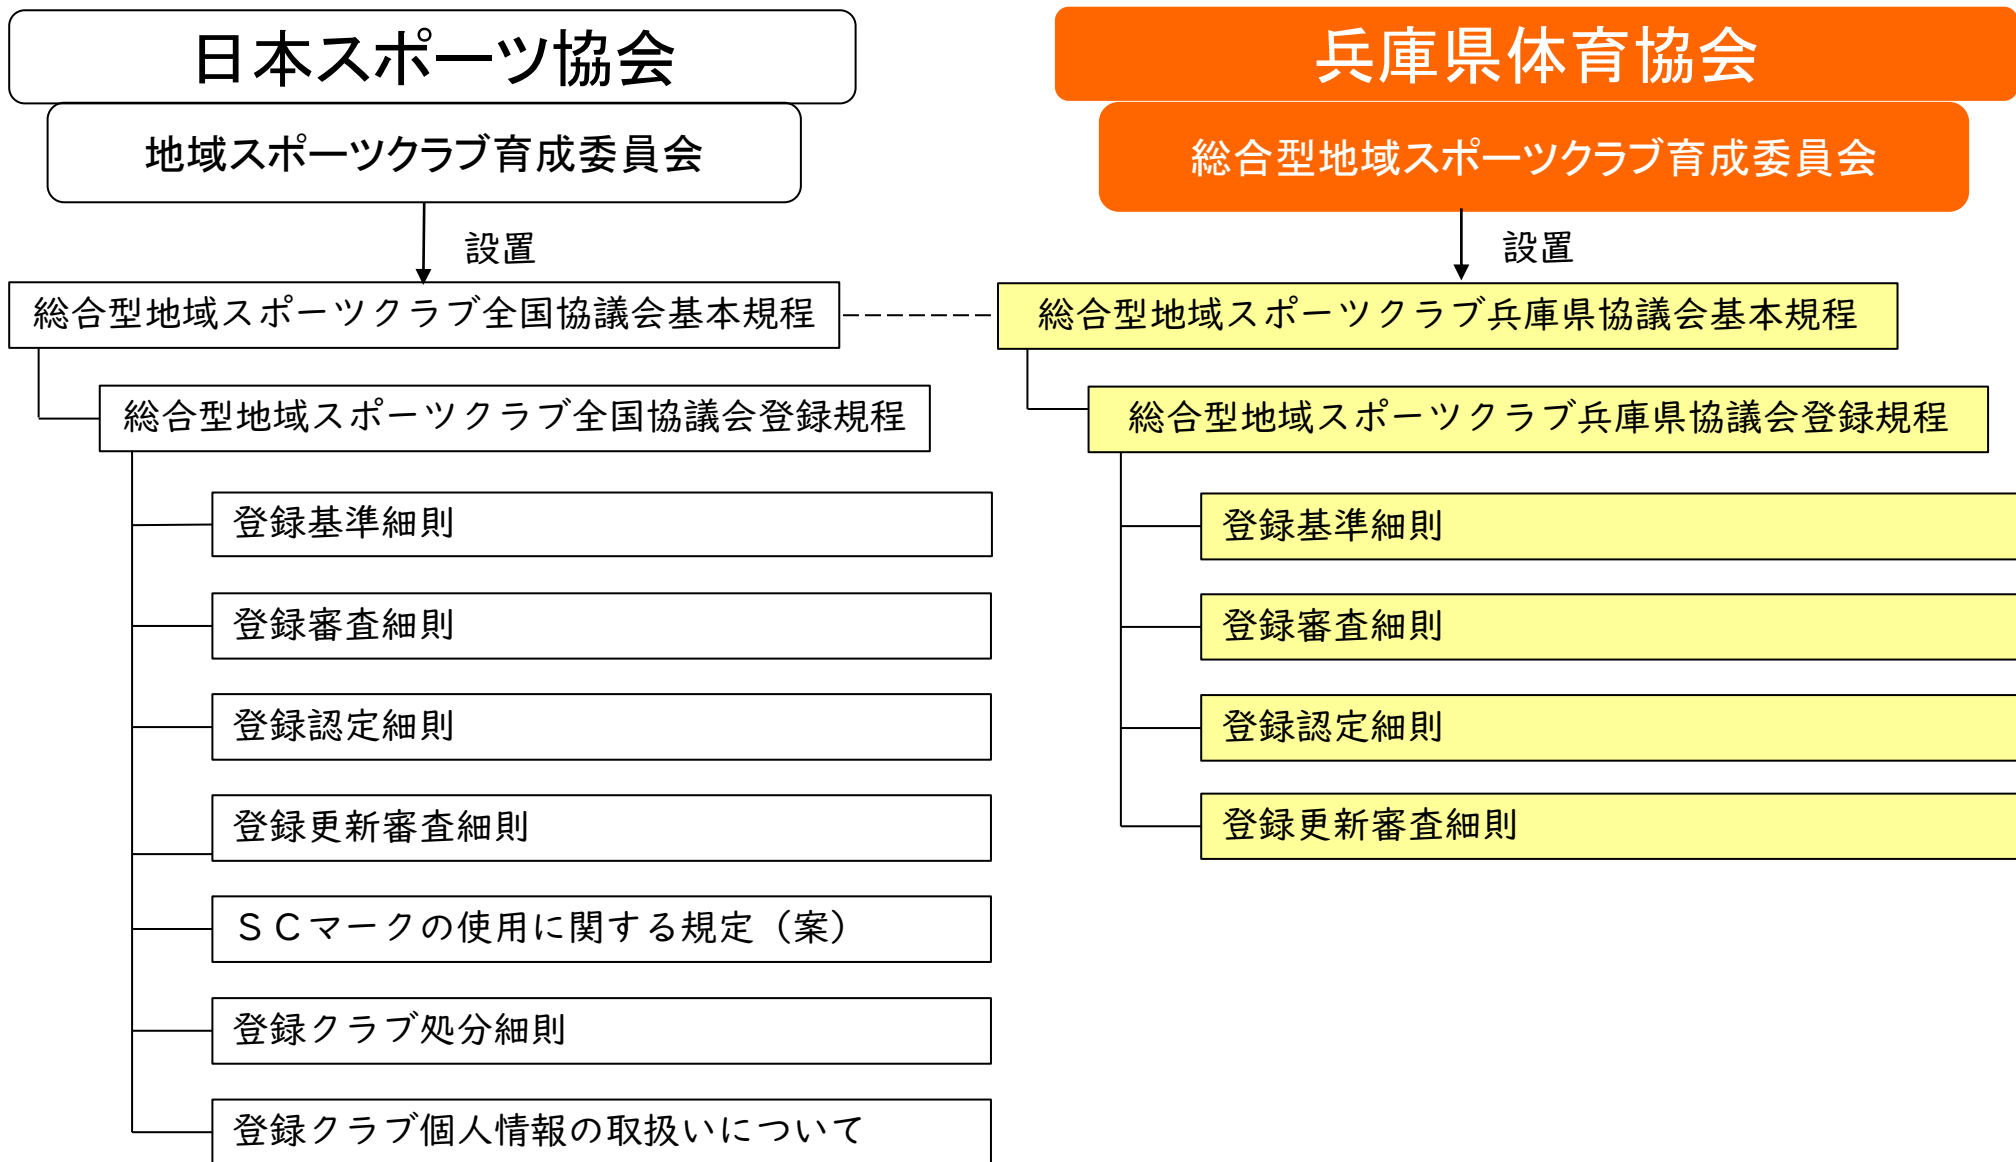 日本スポーツ協会
地域スポーツクラブ育成委員会
設置
総合型地域スポーツクラブ全国協議会基本規程
総合型地域スポーツクラブ全国協議会登録規程
登録基準細則
登録審査細則
登録認定細則
登録更新審査細則
ＳＣマークの使用に関する規定（案）
登録クラブ処分細則
登録クラブ個人情報の取扱いについて
兵庫県体育協会
総合型地域スポーツクラブ育成委員会
設置
総合型地域スポーツクラブ兵庫県協議会基本規程
総合型地域スポーツクラブ兵庫県協議会登録規程
登録基準細則
登録審査細則
登録認定細則
登録更新審査細則